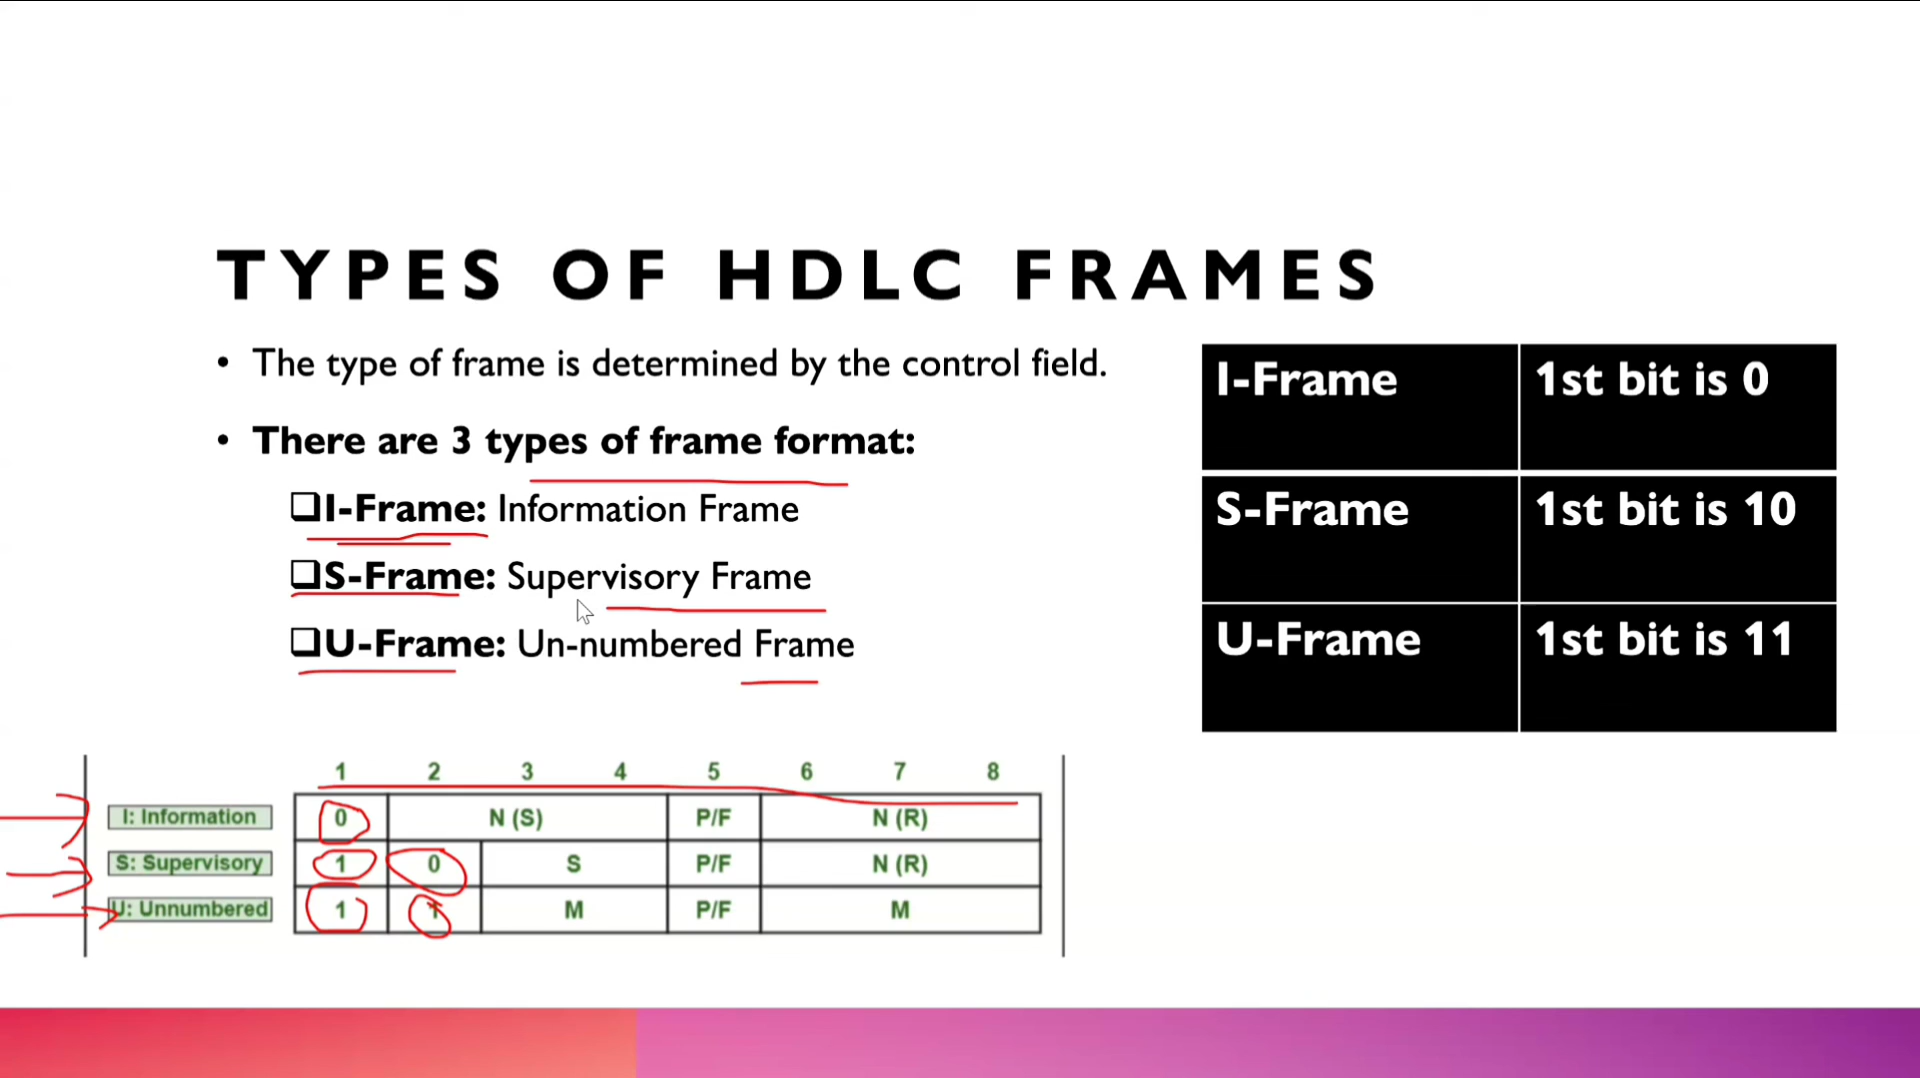 TYPES OF HDLC FRAMES
• The type of frame is determined by the control field.
• There are 3 types of frame format:
❑I-Frame: Information Frame
❑S-Frame: Supervisory Frame
❑U-Frame: Un-numbered Frame
I-Frame 1st bit is 0
S-Frame 1st bit is 10
U-Frame 1st bit is 11
1 2 3 4 5 6 7 8
I: Information 0 N (S) P/F N (R)
S: Supervisory 1 0 S P/F N (R)
U: Unnumbered 1 1 M P/F M